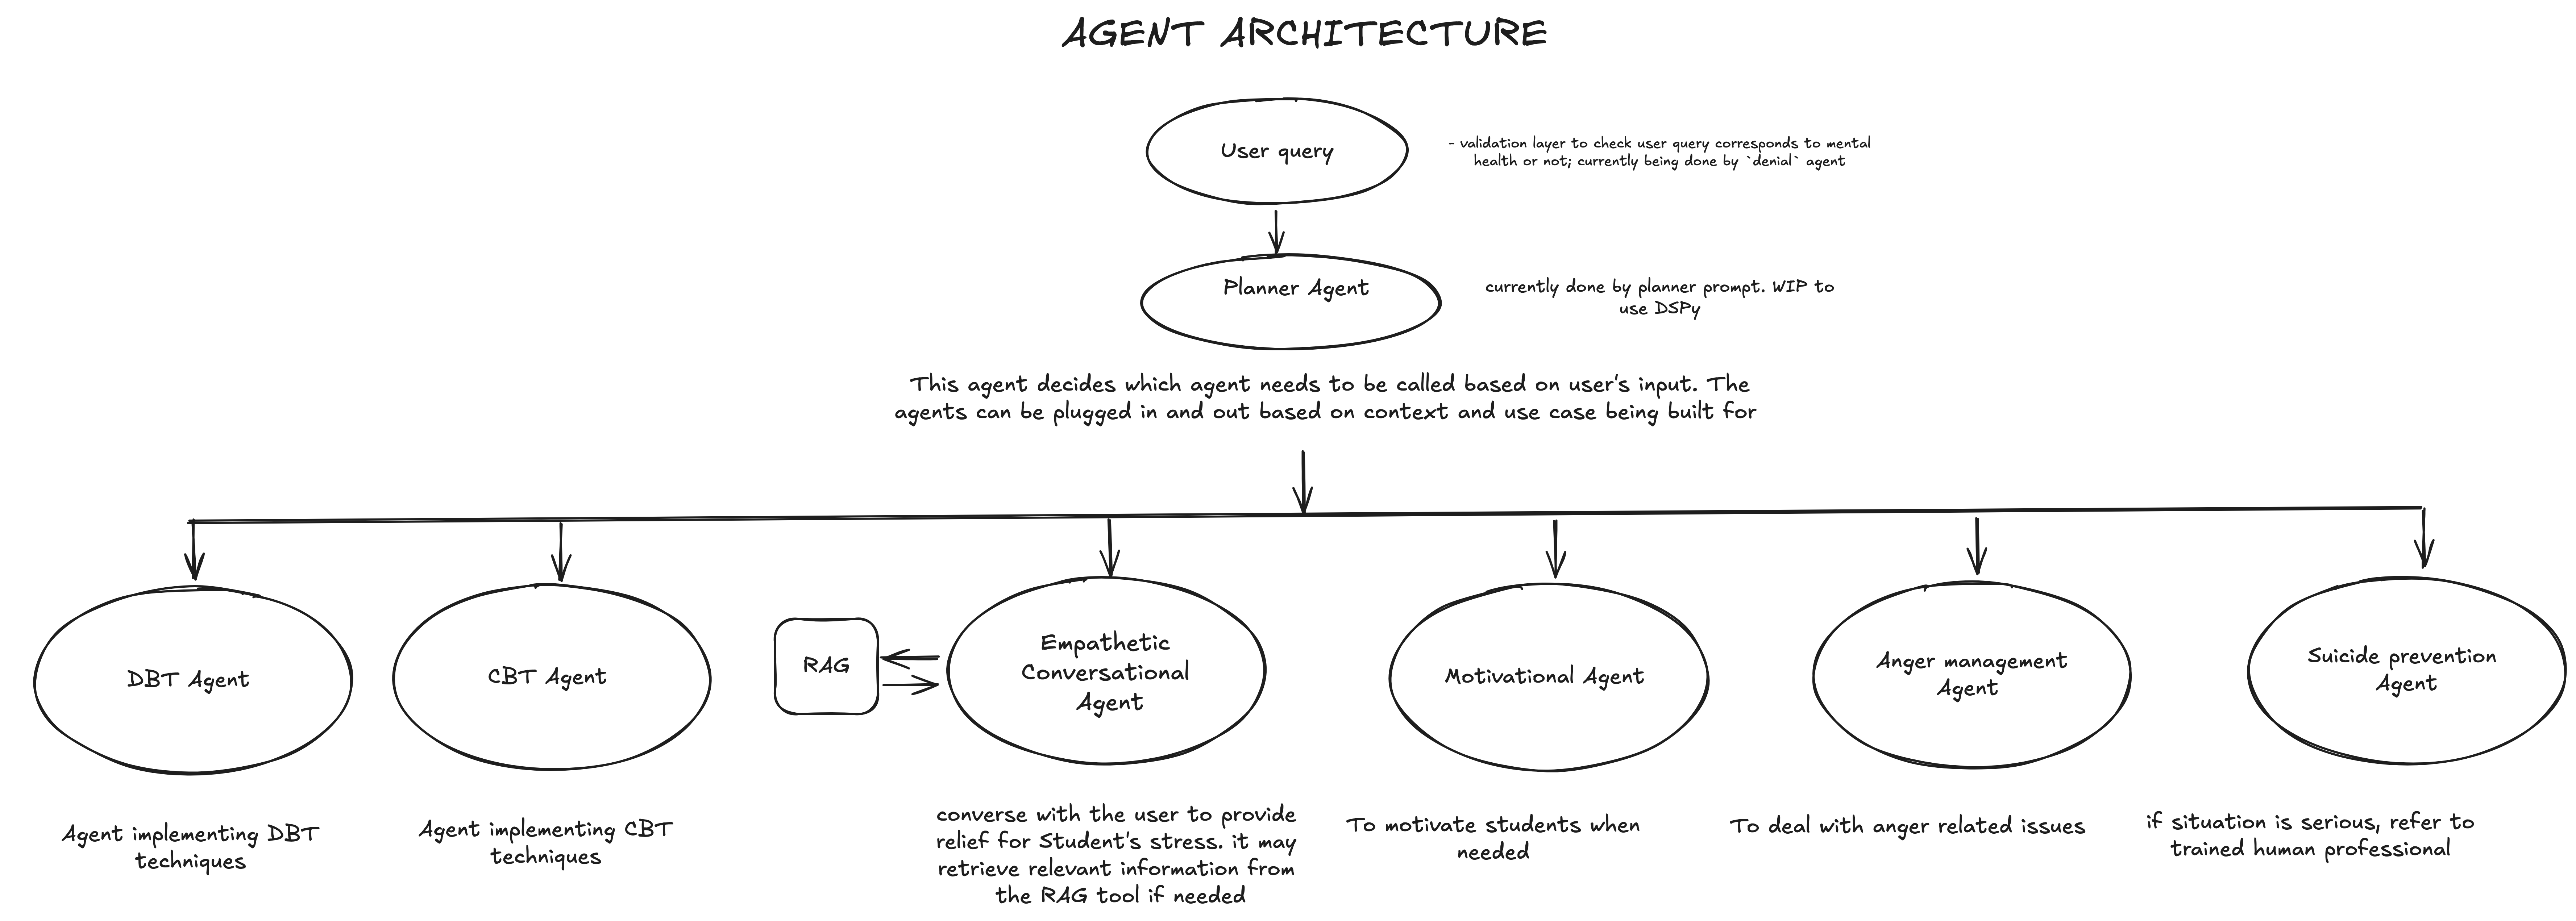 AGENT ARCHITECTURE
User query
- validation layer to check user query corresponds to mental
health or not; currently being done by `denial` agent
Planner Agent
currently done by planner prompt. WIP to
use DSPy
This agent decides which agent needs to be called based on user's input. The
agents can be plugged in and out based on context and use case being built for
DBT Agent
CBT Agent
RAG
Empathetic
Conversational
Agent
Motivational Agent
Anger management
Agent
Suicide prevention
Agent
Agent implementing DBT
techniques
Agent implementing CBT
techniques
converse with the user to provide
relief for Student's stress. it may
retrieve relevant information from
the RAG tool if needed
To motivate students when
needed
To deal with anger related issues
if situation is serious, refer to
trained human professional